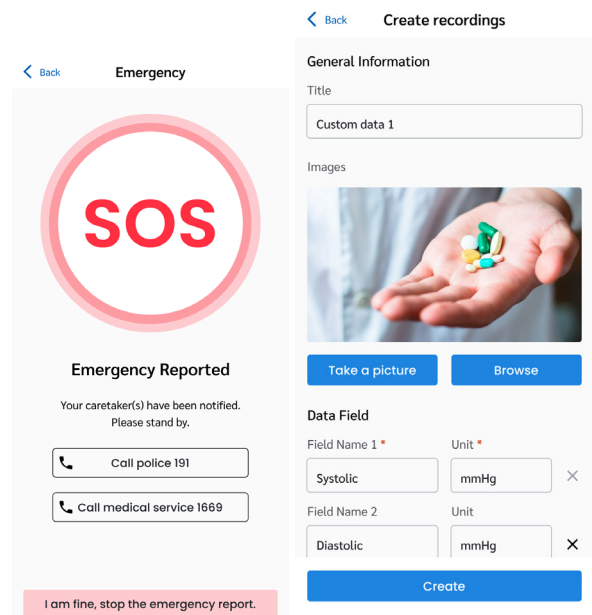 Back
Emergency
SOS
Emergency Reported
Your caretaker(s) have been notified.
Please stand by.
Call police 191
Call medical service 1669
I am fine, stop the emergency report.
Back
Create recordings
General Information
Title
Custom data 1
Images
Take a picture
Browse
Data Field
Field Name 1 *
Unit *
Systolic
mmHg
Field Name 2
Unit
Diastolic
mmHg
Create